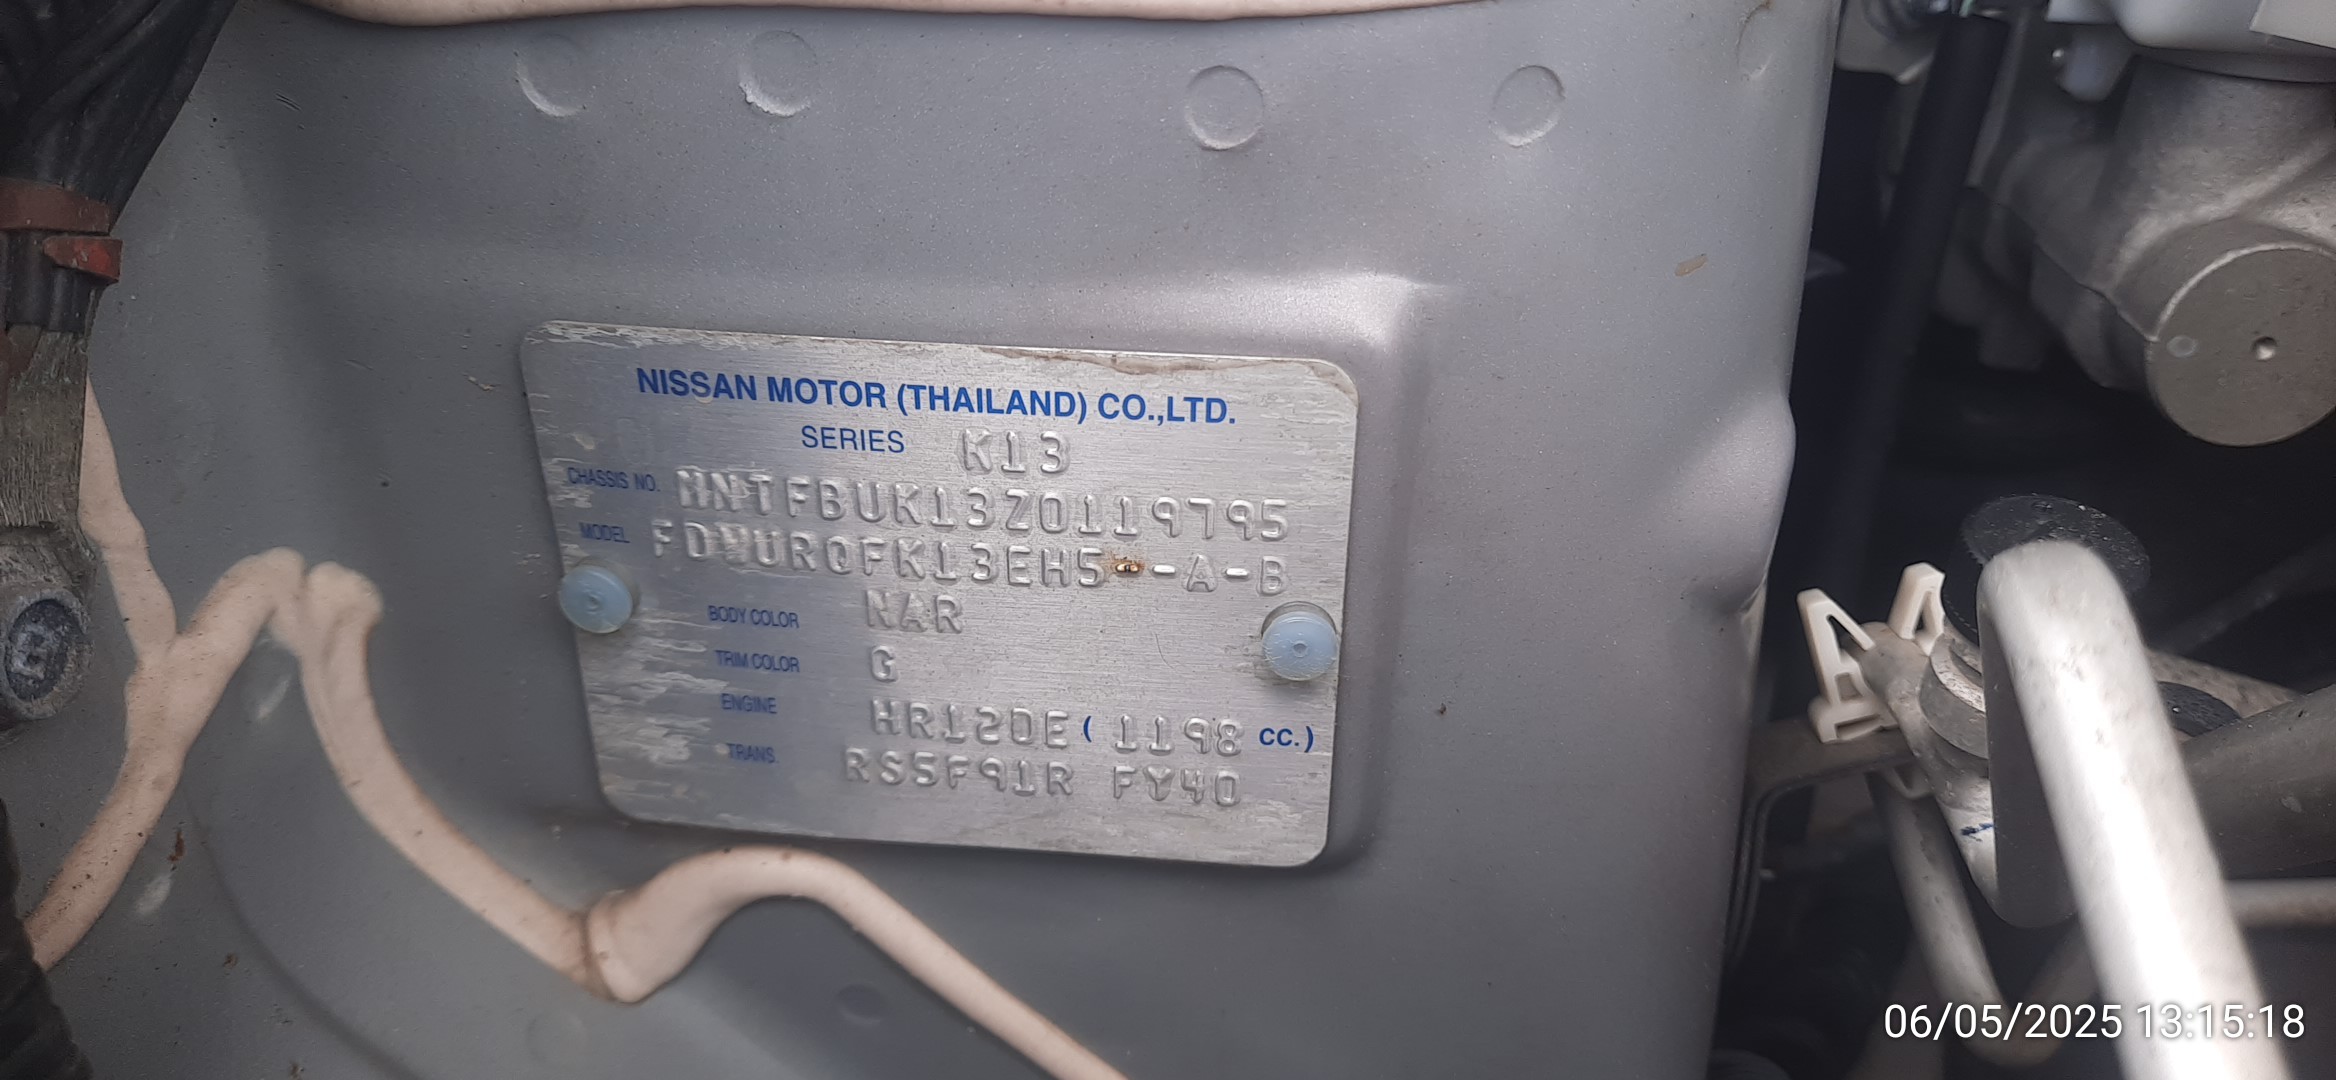 NISSAN MOTOR (THAILAND) CO.,LTD.
SERIES K13
CHASSIS NO. MNTFBUK13Z0119795
MODEL FDWURQFK13EH5--A-B
BODY COLOR NAR
TRIM COLOR G
ENGINE HR12DE ( 1198 CC.)
TRANS. RS5F91R FY40
06/05/2025 13:15:18